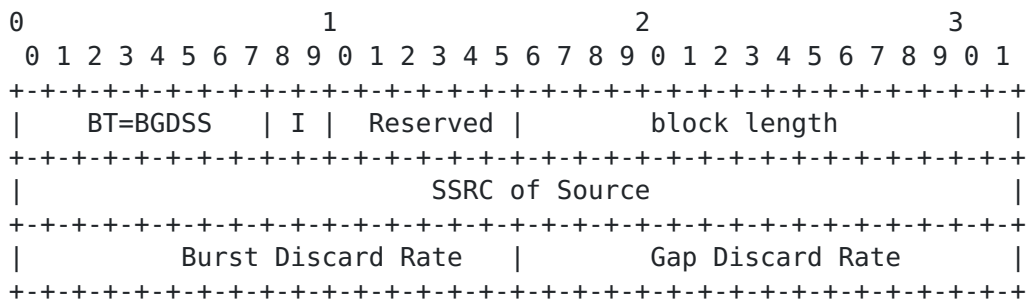 0                   1                   2                   3
 0 1 2 3 4 5 6 7 8 9 0 1 2 3 4 5 6 7 8 9 0 1 2 3 4 5 6 7 8 9 0 1
+-+-+-+-+-+-+-+-+-+-+-+-+-+-+-+-+-+-+-+-+-+-+-+-+-+-+-+-+-+-+-+-+
|     BT=BGDSS    | I |  Reserved |        block length           |
+-+-+-+-+-+-+-+-+-+-+-+-+-+-+-+-+-+-+-+-+-+-+-+-+-+-+-+-+-+-+-+-+
|                          SSRC of Source                       |
+-+-+-+-+-+-+-+-+-+-+-+-+-+-+-+-+-+-+-+-+-+-+-+-+-+-+-+-+-+-+-+-+
|          Burst Discard Rate   |        Gap Discard Rate       |
+-+-+-+-+-+-+-+-+-+-+-+-+-+-+-+-+-+-+-+-+-+-+-+-+-+-+-+-+-+-+-+-+